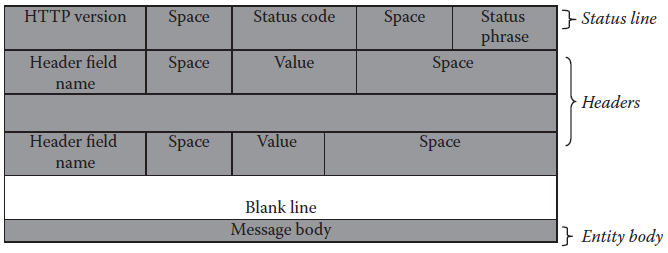 HTTP version Space Status code Space Status phrase Status line
Header field name Space Value Space
Headers
Header field name Space Value Space
Blank line
Message body Entity body